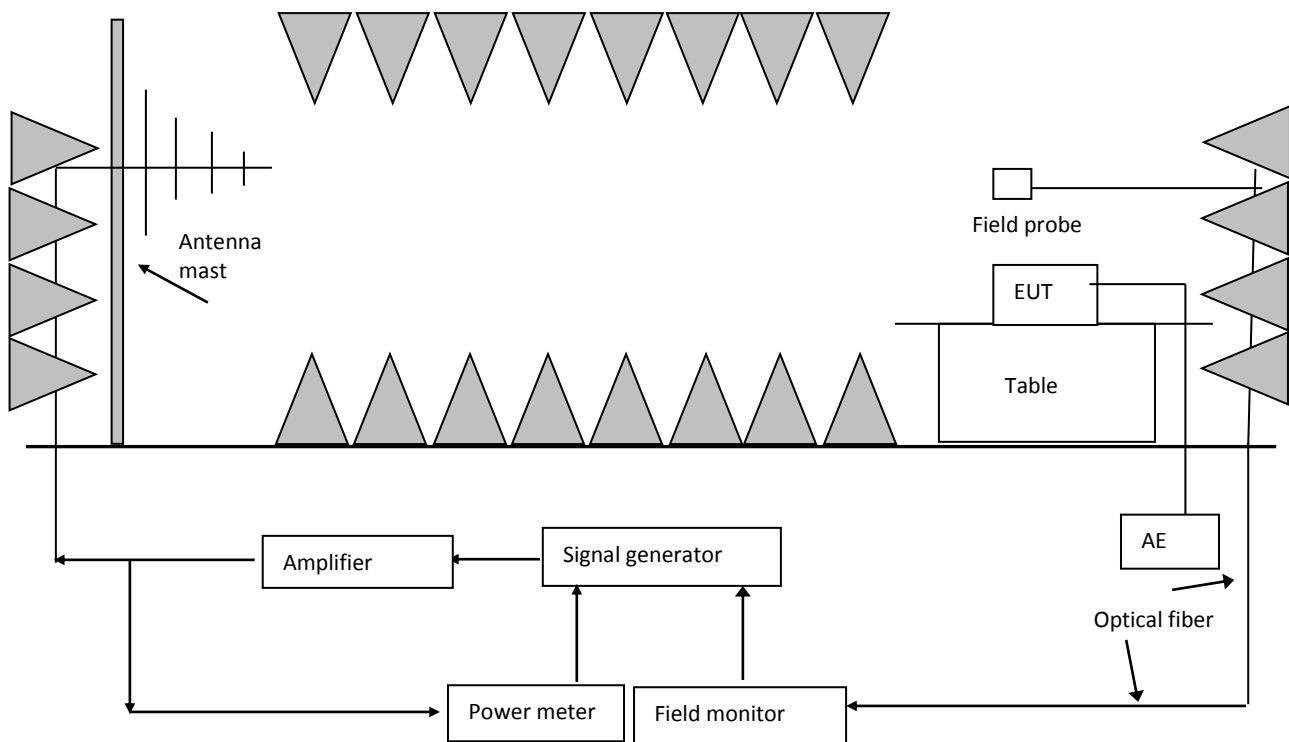 Antenna
mast
Field probe
EUT
Table
Amplifier
Signal generator
AE
Optical fiber
Power meter
Field monitor